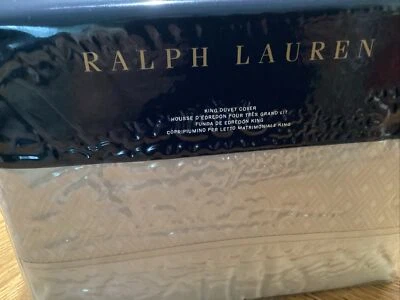 RALPH LAUREN
KING DUVET COVER
HOUSSE D'EDREDON POUR TRÈS GRAND LIT
FUNDA DE EDREDON KING
COPRIPIUMINO PER LETTO MATRIMONIALE KING